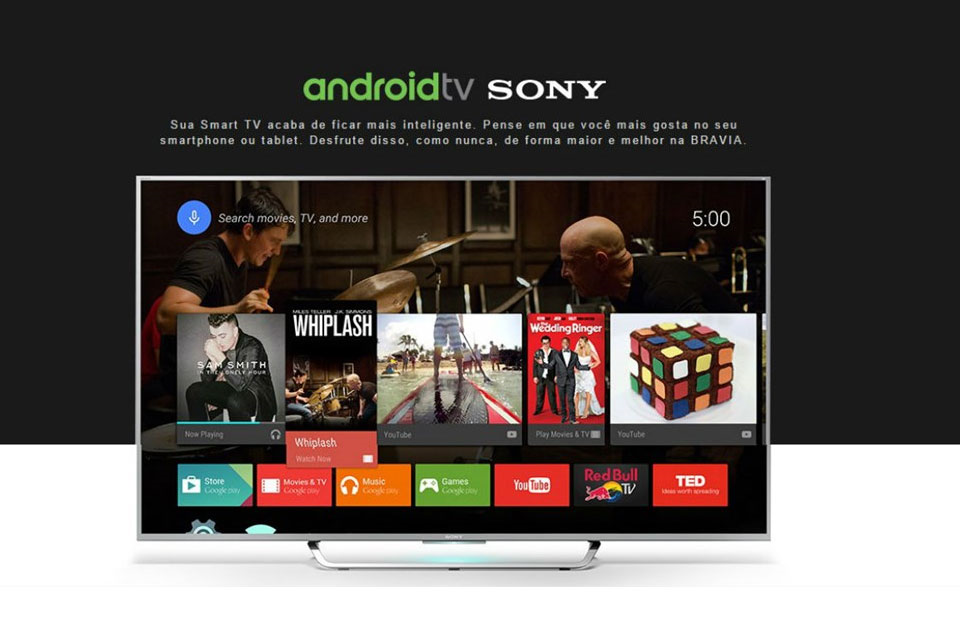 androidtv SONY
Sua Smart TV acaba de ficar mais inteligente. Pense em que você mais gosta no seu
smartphone ou tablet. Desfrute disso, como nunca, de forma maior e melhor na BRAVIA.
Search movies, TV, and more
5:00
SAM SMITH
IN THE LONELY HOUR
Now Playing
MILES TELLER J.K. SIMMONS
WHIPLASH
Whiplash
Watch Now
YouTube
The Wedding Ringer
Play Movies & TV
YouTube
Store
Google play
Movies & TV
Google play
Music
Google play
Games
Google play
YouTube
Red Bull
TV
TED
Ideas worth spreading
SONY